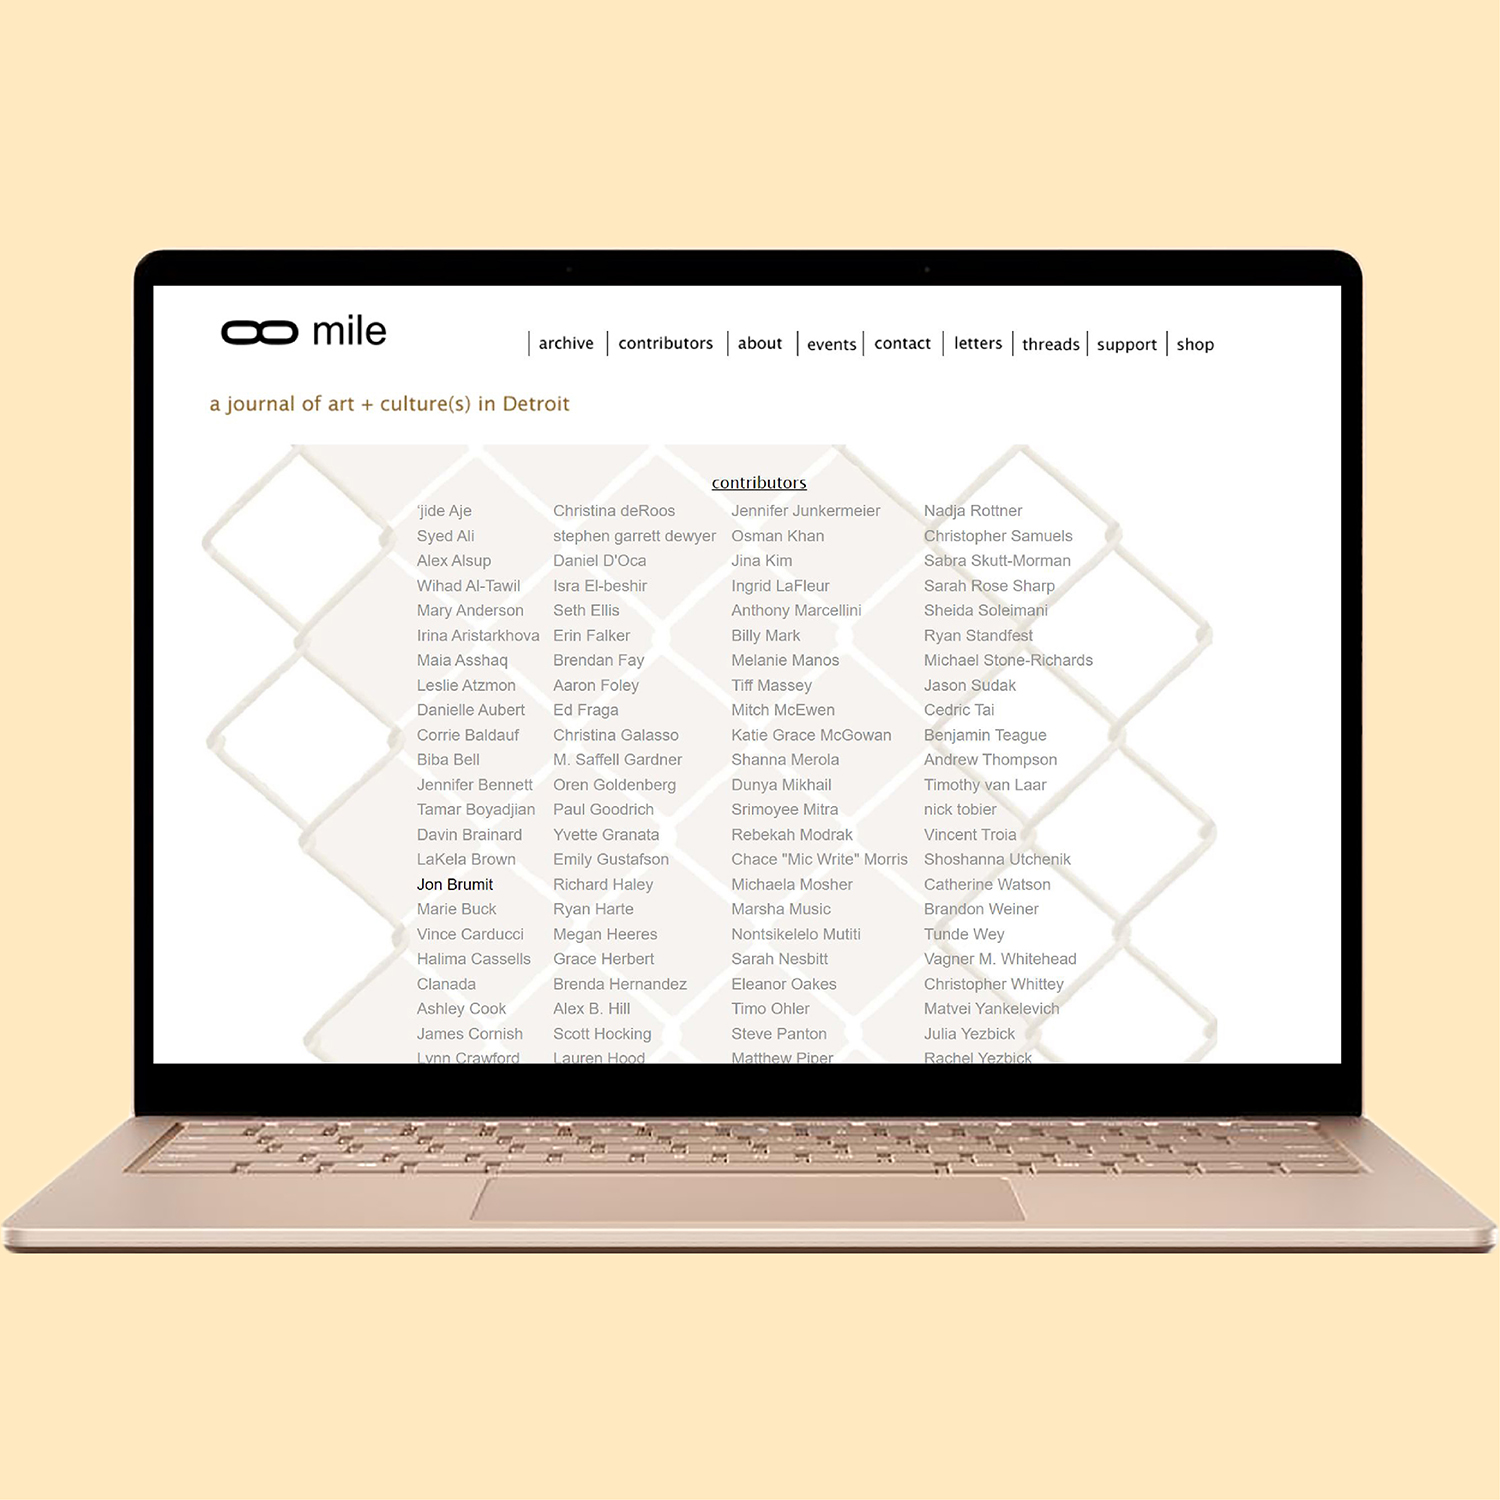 mile
archive contributors about events contact letters threads support shop
a journal of art + culture(s) in Detroit
contributors
'jide Aje
Syed Ali
Alex Alsup
Wihad Al-Tawil
Mary Anderson
Irina Aristarkhova
Maia Asshaq
Leslie Atzmon
Danielle Aubert
Corrie Baldauf
Biba Bell
Jennifer Bennett
Tamar Boyadjian
Davin Brainard
LaKela Brown
Jon Brumit
Marie Buck
Vince Carducci
Halima Cassells
Clanada
Ashley Cook
James Cornish
Lynn Crawford
Christina deRoos
stephen garrett dewyer
Daniel D'Oca
Isra El-beshir
Seth Ellis
Erin Falker
Brendan Fay
Aaron Foley
Ed Fraga
Christina Galasso
M. Saffell Gardner
Oren Goldenberg
Paul Goodrich
Yvette Granata
Emily Gustafson
Richard Haley
Ryan Harte
Megan Heeres
Grace Herbert
Brenda Hernandez
Alex B. Hill
Scott Hocking
Lauren Hood
Jennifer Junkermeier
Osman Khan
Jina Kim
Ingrid LaFleur
Anthony Marcellini
Billy Mark
Melanie Manos
Tiff Massey
Mitch McEwen
Katie Grace McGowan
Shanna Merola
Dunya Mikhail
Srimoyee Mitra
Rebekah Modrak
Chace "Mic Write" Morris
Michaela Mosher
Marsha Music
Nontsikelelo Mutiti
Sarah Nesbitt
Eleanor Oakes
Timo Ohler
Steve Panton
Matthew Piper
Nadja Rottner
Christopher Samuels
Sabra Skutt-Morman
Sarah Rose Sharp
Sheida Soleimani
Ryan Standfest
Michael Stone-Richards
Jason Sudak
Cedric Tai
Benjamin Teague
Andrew Thompson
Timothy van Laar
nick tobier
Vincent Troia
Shoshanna Utchenik
Catherine Watson
Brandon Weiner
Tunde Wey
Vagner M. Whitehead
Christopher Whittey
Matvei Yankelevich
Julia Yezbick
Rachel Yezbick